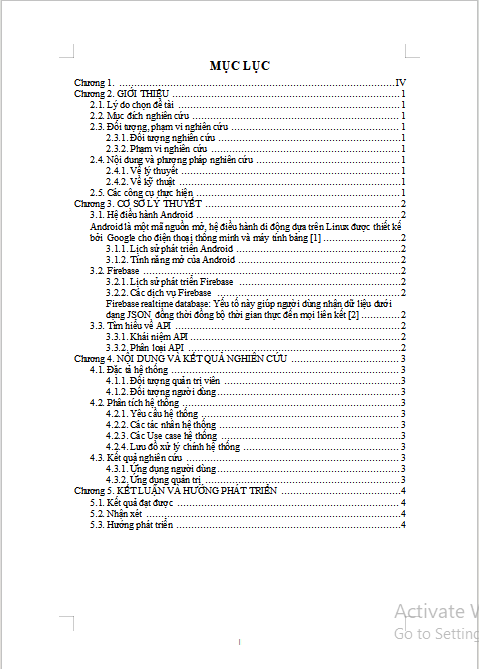 MỤC LỤC
Chương 1. ........ IV
Chương 2. GIỚI THIỆU ........ 1
2.1. Lý do chọn đề tài ........ 1
2.2. Mục đích nghiên cứu ........ 1
2.3. Đối tượng, phạm vi nghiên cứu ........ 1
2.3.1. Đối tượng nghiên cứu ........ 1
2.3.2. Phạm vi nghiên cứu ........ 1
2.4. Nội dung và phương pháp nghiên cứu ........ 1
2.4.1. Về lý thuyết ........ 1
2.4.2. Về kỹ thuật ........ 1
2.5. Các công cụ thực hiện ........ 1
Chương 3. CƠ SỞ LÝ THUYẾT ........ 2
3.1. Hệ điều hành Android ........ 2
Android là một mã nguồn mở, hệ điều hành di động dựa trên Linux được thiết kế
bởi Google cho điện thoại thông minh và máy tính bảng [1] ........ 2
3.1.1. Lịch sử phát triển Android ........ 2
3.1.2. Tính năng mở của Android ........ 2
3.2. Firebase ........ 2
3.2.1. Lịch sử phát triển Firebase ........ 2
3.2.2. Các dịch vụ Firebase ........ 2
Firebase realtime database: Yếu tố này giúp người dùng nhận dữ liệu dưới
dạng JSON đồng thời đồng bộ thời gian thực đến mọi liên kết [2] ........ 2
3.3. Tìm hiểu về API ........ 2
3.3.1. Khái niệm API ........ 2
3.3.2. Phân loại API ........ 2
Chương 4. NỘI DUNG VÀ KẾT QUẢ NGHIÊN CỨU ........ 3
4.1. Đặc tả hệ thống ........ 3
4.1.1. Đối tượng quản trị viên ........ 3
4.1.2. Đối tượng người dùng ........ 3
4.2. Phân tích hệ thống ........ 3
4.2.1. Yêu cầu hệ thống ........ 3
4.2.2. Các tác nhân hệ thống ........ 3
4.2.3. Các Use case hệ thống ........ 3
4.2.4. Lưu đồ xử lý chính hệ thống ........ 3
4.3. Kết quả nghiên cứu ........ 3
4.3.1. Ứng dụng người dùng ........ 3
4.3.2. Ứng dụng quản trị ........ 3
Chương 5. KẾT LUẬN VÀ HƯỚNG PHÁT TRIỂN ........ 4
5.1. Kết quả đạt được ........ 4
5.2. Nhận xét ........ 4
5.3. Hướng phát triển ........ 4
Activate W
Go to Setting